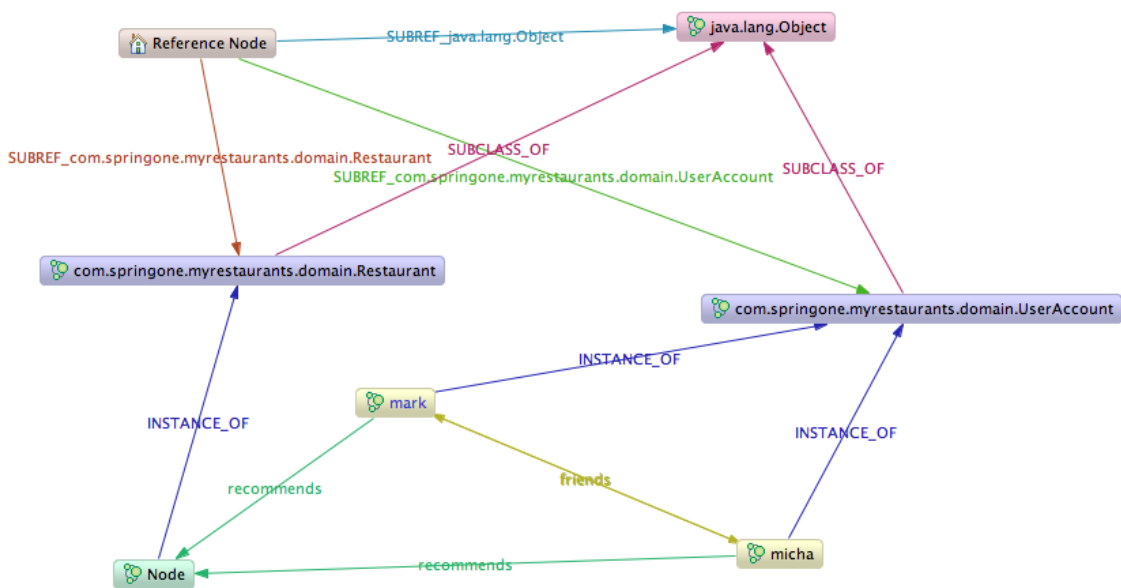 java.lang.Object
Reference Node
SUBREF_java.lang.Object
SUBREF_com.springone.myrestaurants.domain.Restaurant
SUBCLASS_OF
SUBREF_com.springone.myrestaurants.domain.UserAccount
SUBCLASS_OF
com.springone.myrestaurants.domain.Restaurant
com.springone.myrestaurants.domain.UserAccount
INSTANCE_OF
mark
INSTANCE_OF
INSTANCE_OF
recommends
friends
micha
recommends
Node